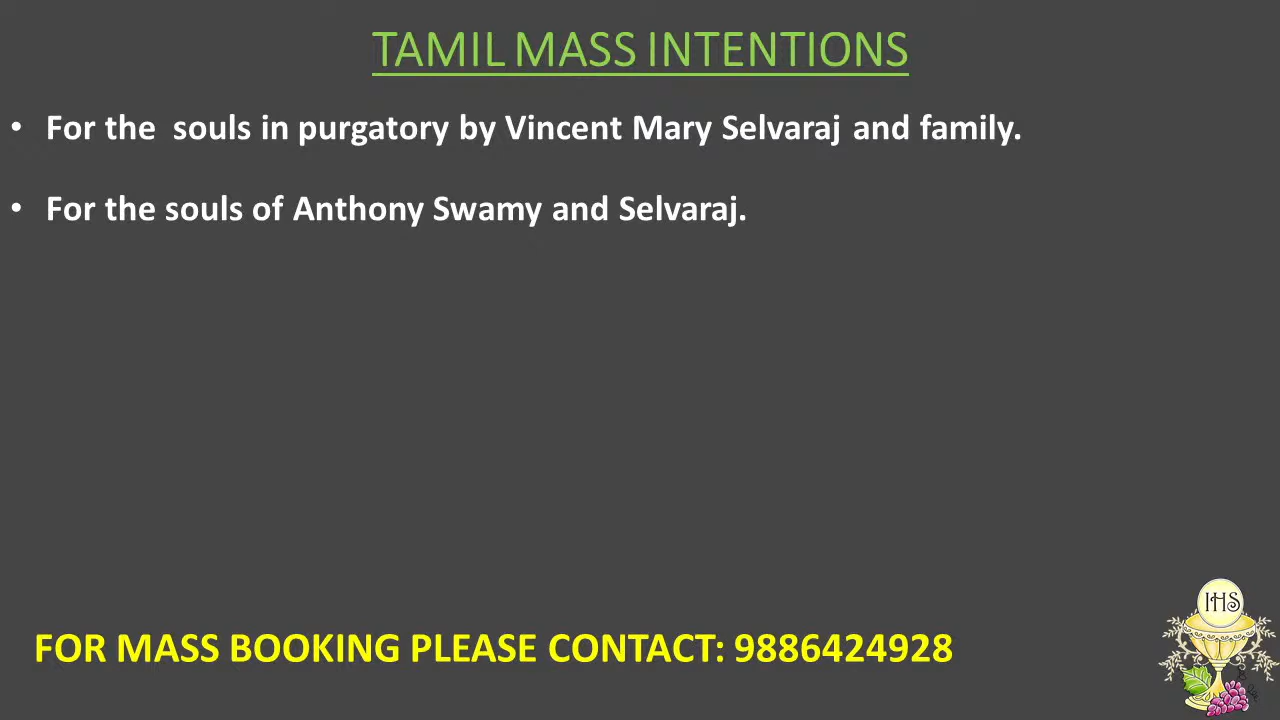 TAMIL MASS INTENTIONS
• For the  souls in purgatory by Vincent Mary Selvaraj and family.
• For the souls of Anthony Swamy and Selvaraj.
IHS
FOR MASS BOOKING PLEASE CONTACT: 9886424928